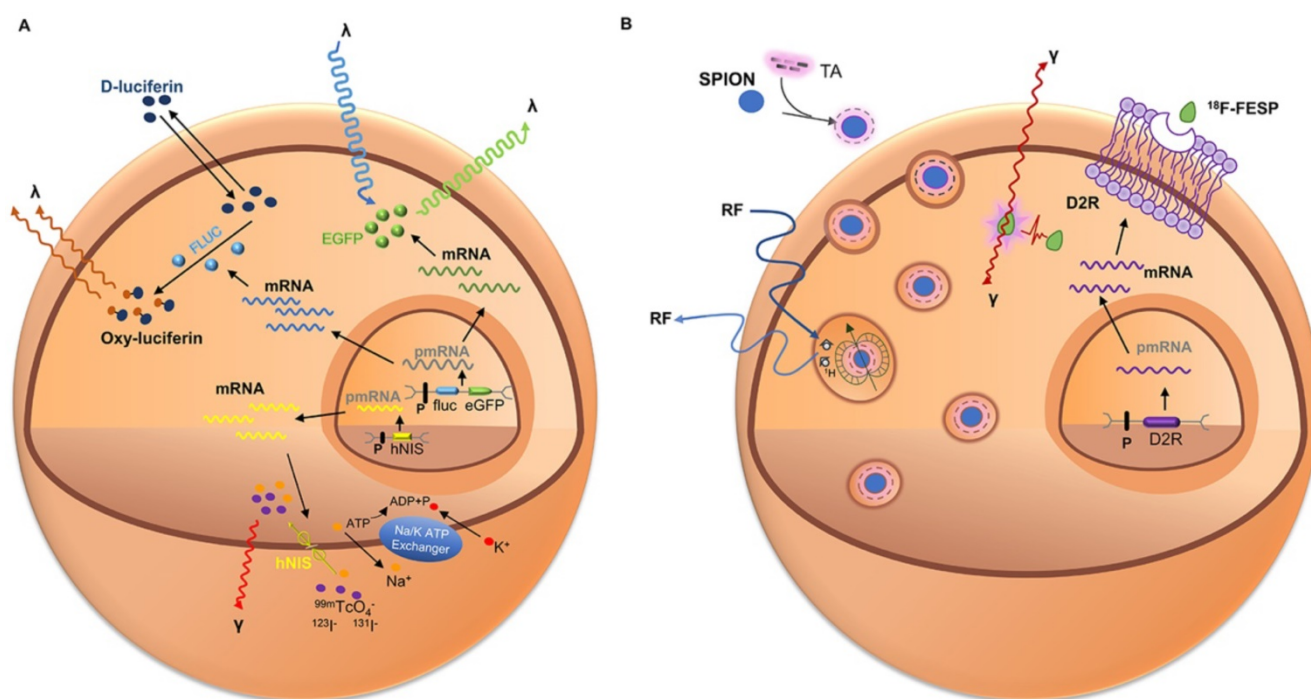 A
λ
D-luciferin
λ
λ
EGFP
FLUC
mRNA
mRNA
Oxy-luciferin
pmRNA
mRNA
pmRNA
P
fluc
eGFP
P
hNIS
ADP+P
ATP
Na/K ATP
Exchanger
K⁺
hNIS
Na⁺
⁹⁹ᵐTcO₄⁻
¹²³I⁻
¹³¹I⁻
γ
B
γ
TA
SPION
¹⁸F-FESP
RF
D2R
mRNA
γ
RF
¹H
pmRNA
P
D2R